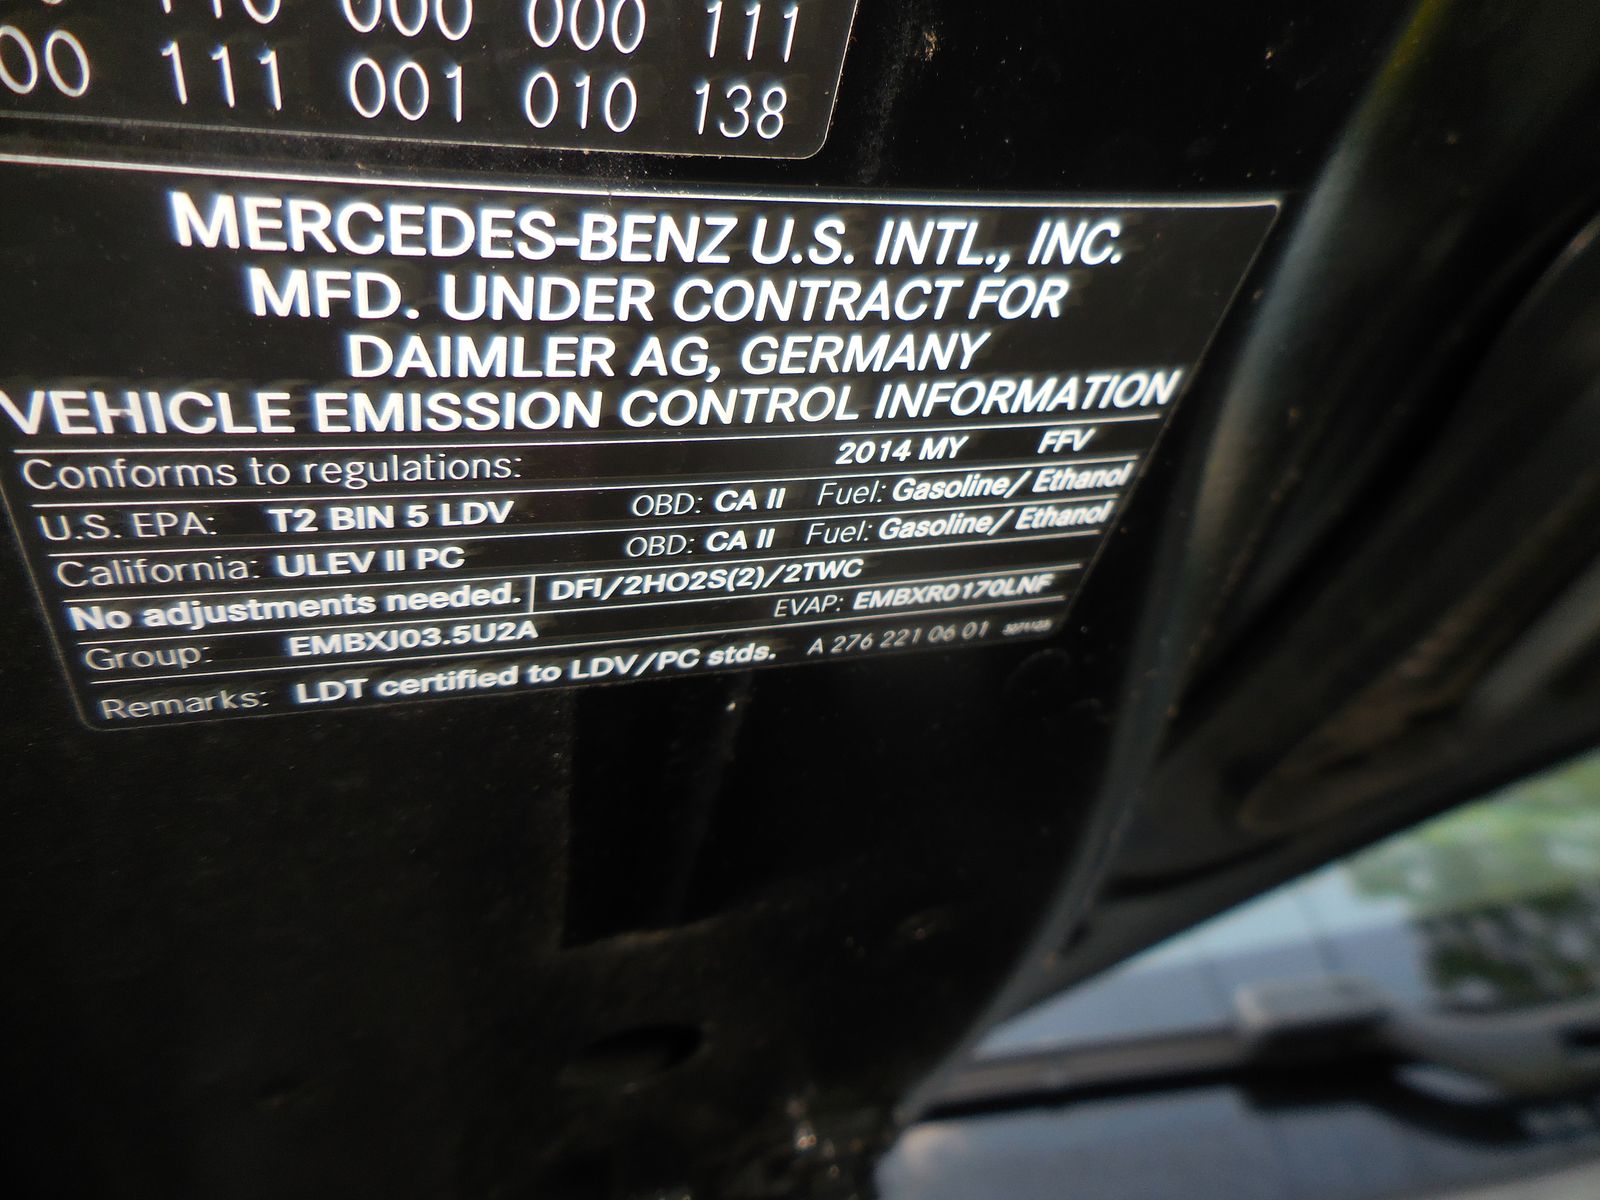 110 000 000 111
00 111 001 010 138
MERCEDES-BENZ U.S. INTL., INC.
MFD. UNDER CONTRACT FOR
DAIMLER AG, GERMANY
VEHICLE EMISSION CONTROL INFORMATION
Conforms to regulations: 2014 MY FFV
U.S. EPA: T2 BIN 5 LDV OBD: CA II Fuel: Gasoline/ Ethanol
California: ULEV II PC OBD: CA II Fuel: Gasoline/ Ethanol
No adjustments needed. DFI/2HO2S(2)/2TWC
Group: EMBXJ03.5U2A EVAP: EMBXR0170LNF
Remarks: LDT certified to LDV/PC stds. A 276 221 06 01